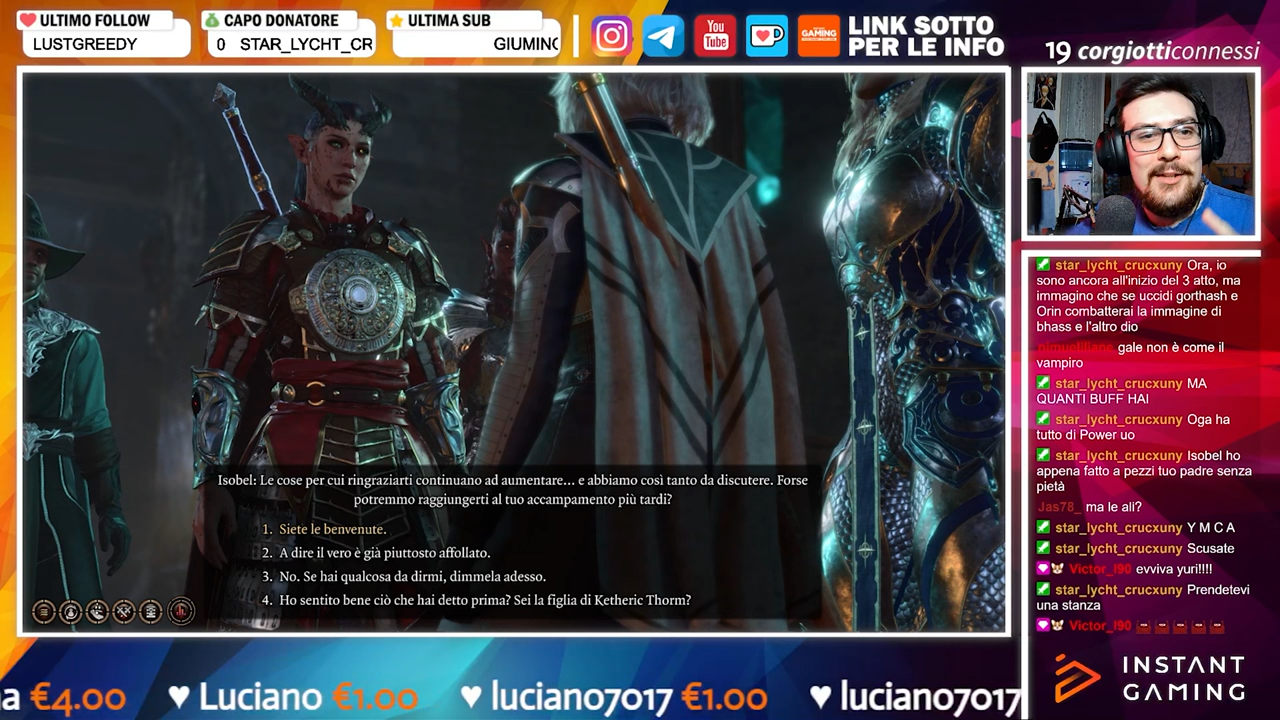 ULTIMO FOLLOW
LUSTGREEDY
CAPO DONATORE
0 STAR_LYCHT_CR
ULTIMA SUB
GIUMINO
You
Tube
GAMING
LINK SOTTO
PER LE INFO
19 corgiotticonnessi
Isobel: Le cose per cui ringraziarti continuano ad aumentare... e abbiamo così tanto da discutere. Forse
potremmo raggiungerti al tuo accampamento più tardi?
1. Siete le benvenute.
2. A dire il vero è già piuttosto affollato.
3. No. Se hai qualcosa da dirmi, dimmela adesso.
4. Ho sentito bene ciò che hai detto prima? Sei la figlia di Ketheric Thorm?
star_lycht_crucxuny Ora, io
sono ancora all'inizio del 3 atto, ma
immagino che se uccidi gorthash e
Orin combatterai la immagine di
bhass e l'altro dio
nimueliliane gale non è come il
vampiro
star_lycht_crucxuny MA
QUANTI BUFF HAI
star_lycht_crucxuny Oga ha
tutto di Power uo
star_lycht_crucxuny Isobel ho
appena fatto a pezzi tuo padre senza
pietà
Jas78_ ma le ali?
star_lycht_crucxuny Y M C A
star_lycht_crucxuny Scusate
Victor_l90 evviva yuri!!!!
star_lycht_crucxuny Prendetevi
una stanza
Victor_l90
INSTANT
GAMING
a €4.00 ♥ Luciano €1.00 ♥ luciano7017 €1.00 ♥ luciano7017